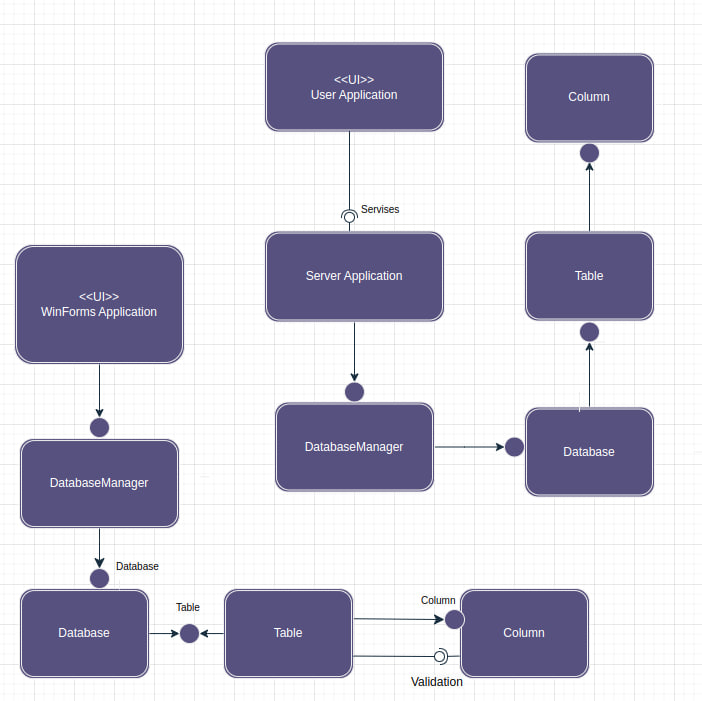 <<UI>>
User Application
Column
Servises
Server Application
Table
<<UI>>
WinForms Application
DatabaseManager
Database
DatabaseManager
Database
Table
Column
Database
Table
Column
Validation